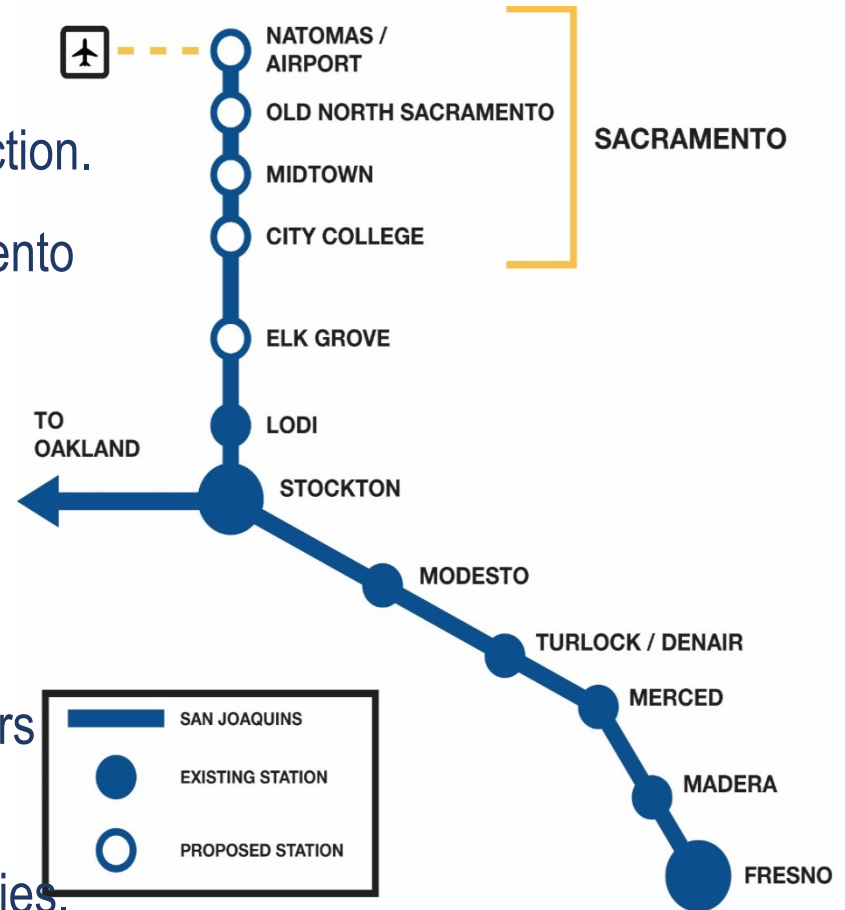 ction.
ento
rs
ies.
NATOMAS /
AIRPORT
OLD NORTH SACRAMENTO
MIDTOWN
CITY COLLEGE
SACRAMENTO
ELK GROVE
LODI
TO
OAKLAND
STOCKTON
MODESTO
TURLOCK / DENAIR
MERCED
MADERA
FRESNO
SAN JOAQUINS
EXISTING STATION
PROPOSED STATION